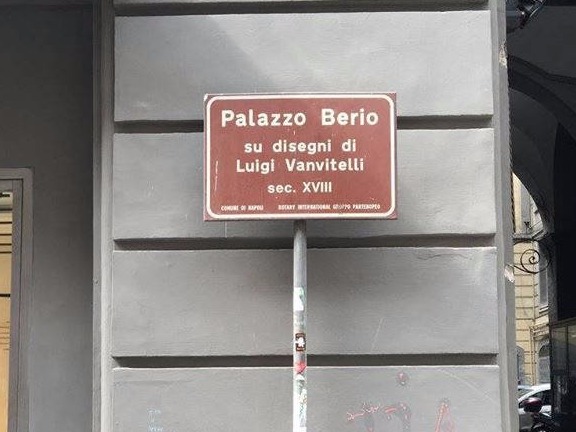 Palazzo Berio
su disegni di
Luigi Vanvitelli
sec. XVIII
COMUNE DI NAPOLI ROTARY INTERNATIONAL GRUPPO PARTENOPEO